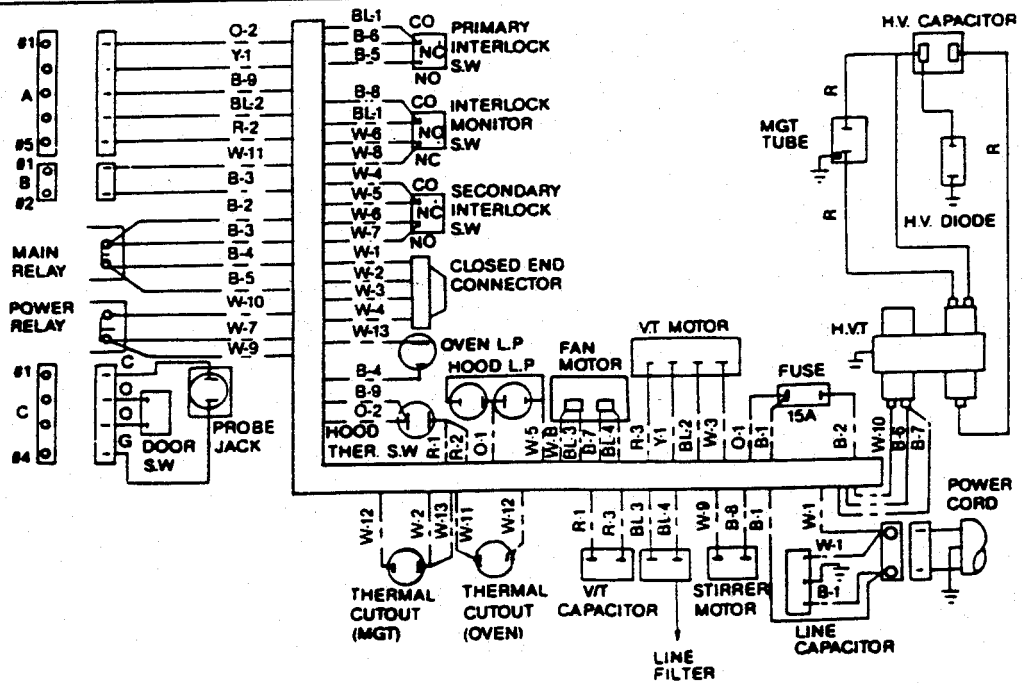 BL-1
CO
PRIMARY
H.V. CAPACITOR
#1
O-2
B-6
NC
INTERLOCK
Y-1
B-5
S.W
NO
A
B-9
B-8
CO
INTERLOCK
R
BL-2
BL-1
MONITOR
MGT
TUBE
R-2
W-6
NO
S.W
R
#5
W-11
W-8
NC
#1
B
B-3
W-4
CO
SECONDARY
#2
W-5
NC
INTERLOCK
R
H.V. DIODE
B-2
W-6
S.W
B-3
W-7
NO
MAIN
RELAY
B-4
W-1
CLOSED END
CONNECTOR
B-5
W-2
W-3
POWER
RELAY
W-10
W-4
W-7
W-13
OVEN L.P
V.T MOTOR
H.V.T
W-9
HOOD L.P
FAN
MOTOR
FUSE
15A
#1
C
B-4
O
B-9
C
O
O-2
#4
G
DOOR
S.W
PROBE
JACK
HOOD
THER. S.W
R-1
R-2
O-1
W-5
W-8
BL-3
B-7
BL-4
R-3
Y-1
BL-2
W-3
O-1
B-1
B-2
W-10
B-6
B-7
POWER
CORD
W-12
W-2
W-13
W-11
W-12
R-1
R-3
BL 3
BL-4
W-9
B-8
B-1
W-1
W-1
B-1
THERMAL
CUTOUT
(MGT)
THERMAL
CUTOUT
(OVEN)
V/T
CAPACITOR
STIRRER
MOTOR
LINE
CAPACITOR
LINE
FILTER